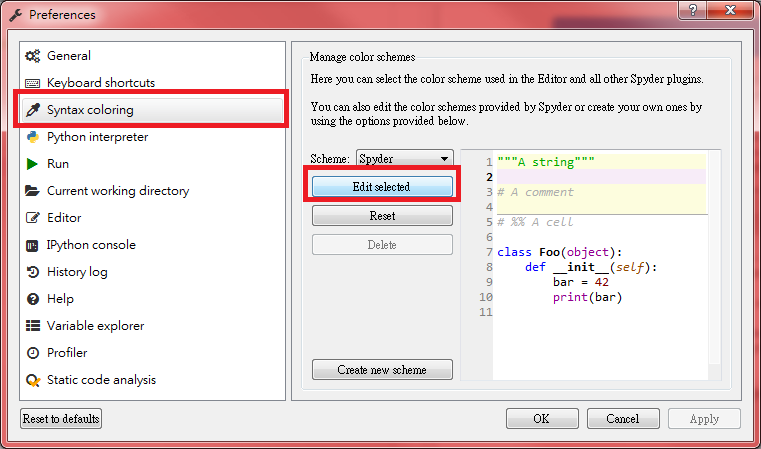 Preferences
?
General
Keyboard shortcuts
Syntax coloring
Python interpreter
Run
Current working directory
Editor
IPython console
History log
Help
Variable explorer
Profiler
Static code analysis
Reset to defaults
Manage color schemes
Here you can select the color scheme used in the Editor and all other Spyder plugins.
You can also edit the color schemes provided by Spyder or create your own ones by
using the options provided below.
Scheme: Spyder
Edit selected
Reset
Delete
Create new scheme
1 """A string"""
2
3 # A comment
4
5 # %% A cell
6
7 class Foo(object):
8     def __init__(self):
9         bar = 42
10         print(bar)
11
OK
Cancel
Apply